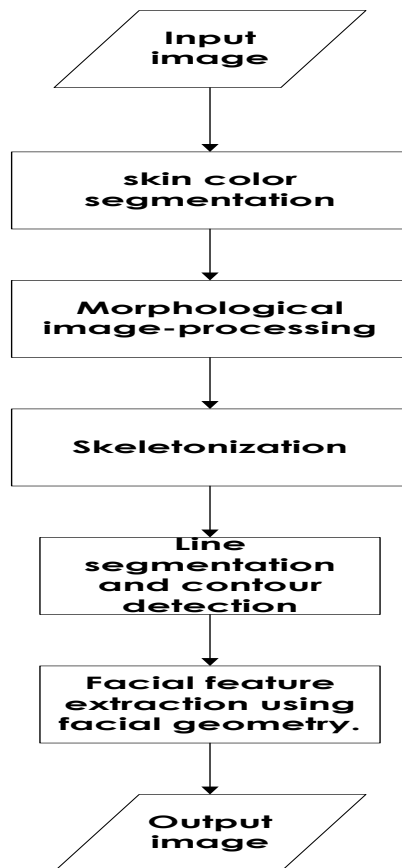 Input
image
skin color
segmentation
Morphological
image-processing
Skeletonization
Line
segmentation
and contour
detection
Facial feature
extraction using
facial geometry.
Output
image